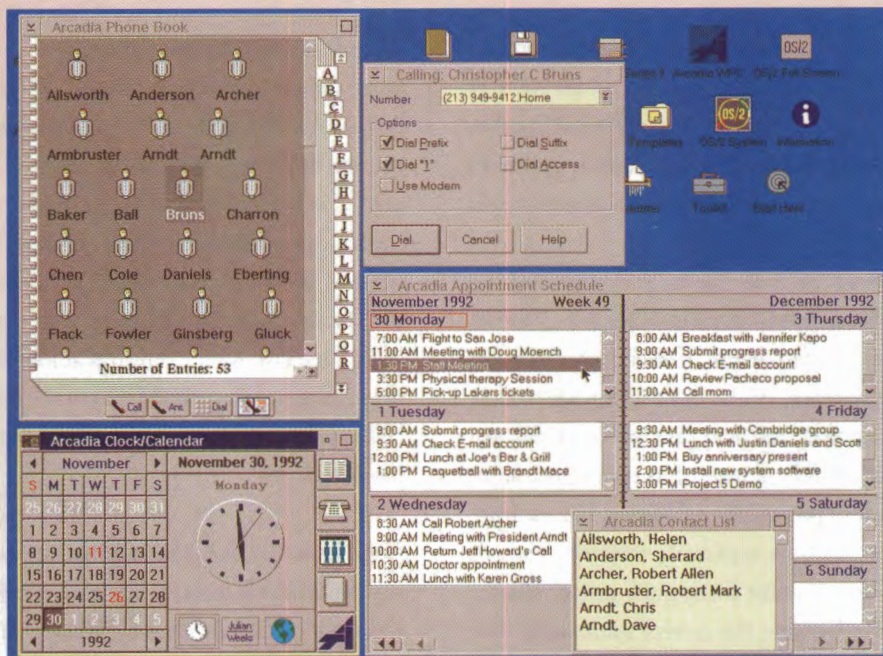 Arcadia Phone Book
Allsworth Anderson Archer
Armbruster Arndt Arndt
Baker Ball Bruns Charron
Chen Cole Daniels Eberting
Flack Fowler Ginsberg Gluck
Number of Entries: 53
A
B
C
D
E
F
G
H
I
J
K
L
M
N
O
P
Q
R
Call Ans. Dial
Calling: Christopher C Bruns
Number (213) 949-9412.Home
Options
Dial Prefix Dial Suffix
Dial "1" Dial Access
Use Modem
Dial... Cancel Help
Arcadia WPS OS/2 Full Screen
OS/2
Templates OS/2 System Information
OS/2
Toolkit Start Here
Arcadia Appointment Schedule
November 1992 Week 49
30 Monday
7:00 AM Flight to San Jose
11:00 AM Meeting with Doug Moench
1:30 PM Staff Meeting
3:30 PM Physical therapy Session
5:00 PM Pick-up Lakers tickets
1 Tuesday
9:00 AM Submit progress report
9:30 AM Check E-mail account
12:00 PM Lunch at Joe's Bar & Grill
1:00 PM Raquetball with Brandt Mace
2 Wednesday
8:30 AM Call Robert Archer
9:00 AM Meeting with President Arndt
10:00 AM Return Jeff Howard's Call
10:30 AM Doctor appointment
11:30 AM Lunch with Karen Gross
December 1992
3 Thursday
8:00 AM Breakfast with Jennifer Kapo
9:00 AM Submit progress report
9:30 AM Check E-mail account
10:00 AM Review Pacheco proposal
11:00 AM Call mom
4 Friday
9:30 AM Meeting with Cambridge group
12:30 PM Lunch with Justin Daniels and Scott
1:00 PM Buy anniversary present
2:00 PM Install new system software
3:00 PM Project 5 Demo
5 Saturday
6 Sunday
Arcadia Contact List
Allsworth, Helen
Anderson, Sherard
Archer, Robert Allen
Armbruster, Robert Mark
Arndt, Chris
Arndt, Dave
Arcadia Clock/Calendar
November
S M T W T F S
25 26 27 28 29 30 31
1 2 3 4 5 6 7
8 9 10 11 12 13 14
15 16 17 18 19 20 21
22 23 24 25 26 27 28
29 30 1 2 3 4 5
1992
November 30, 1992
Monday
Julian
Weeks